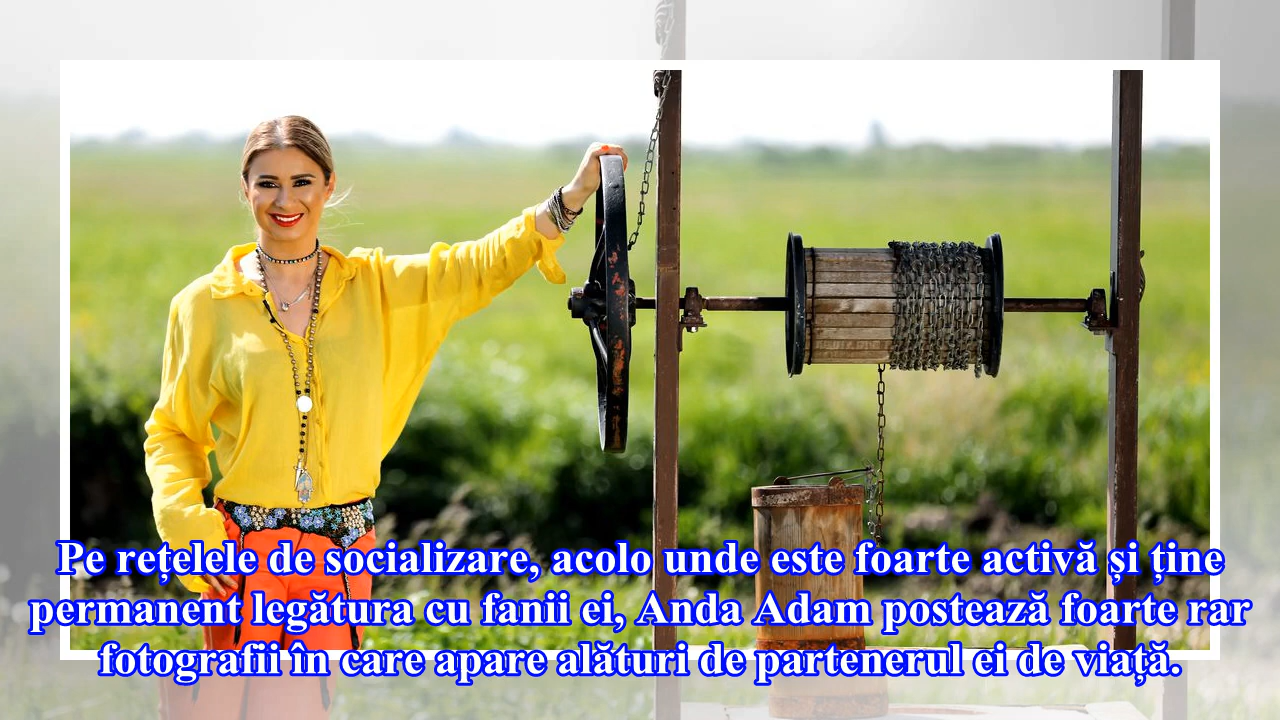 Pe rețelele de socializare, acolo unde este foarte activă și ține
permanent legătura cu fanii ei, Anda Adam postează foarte rar
fotografii în care apare alături de partenerul ei de viață.